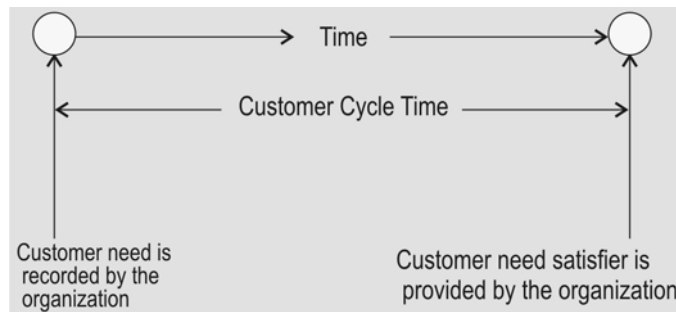 Time
Customer Cycle Time
Customer need is
recorded by the
organization
Customer need satisfier is
provided by the organization